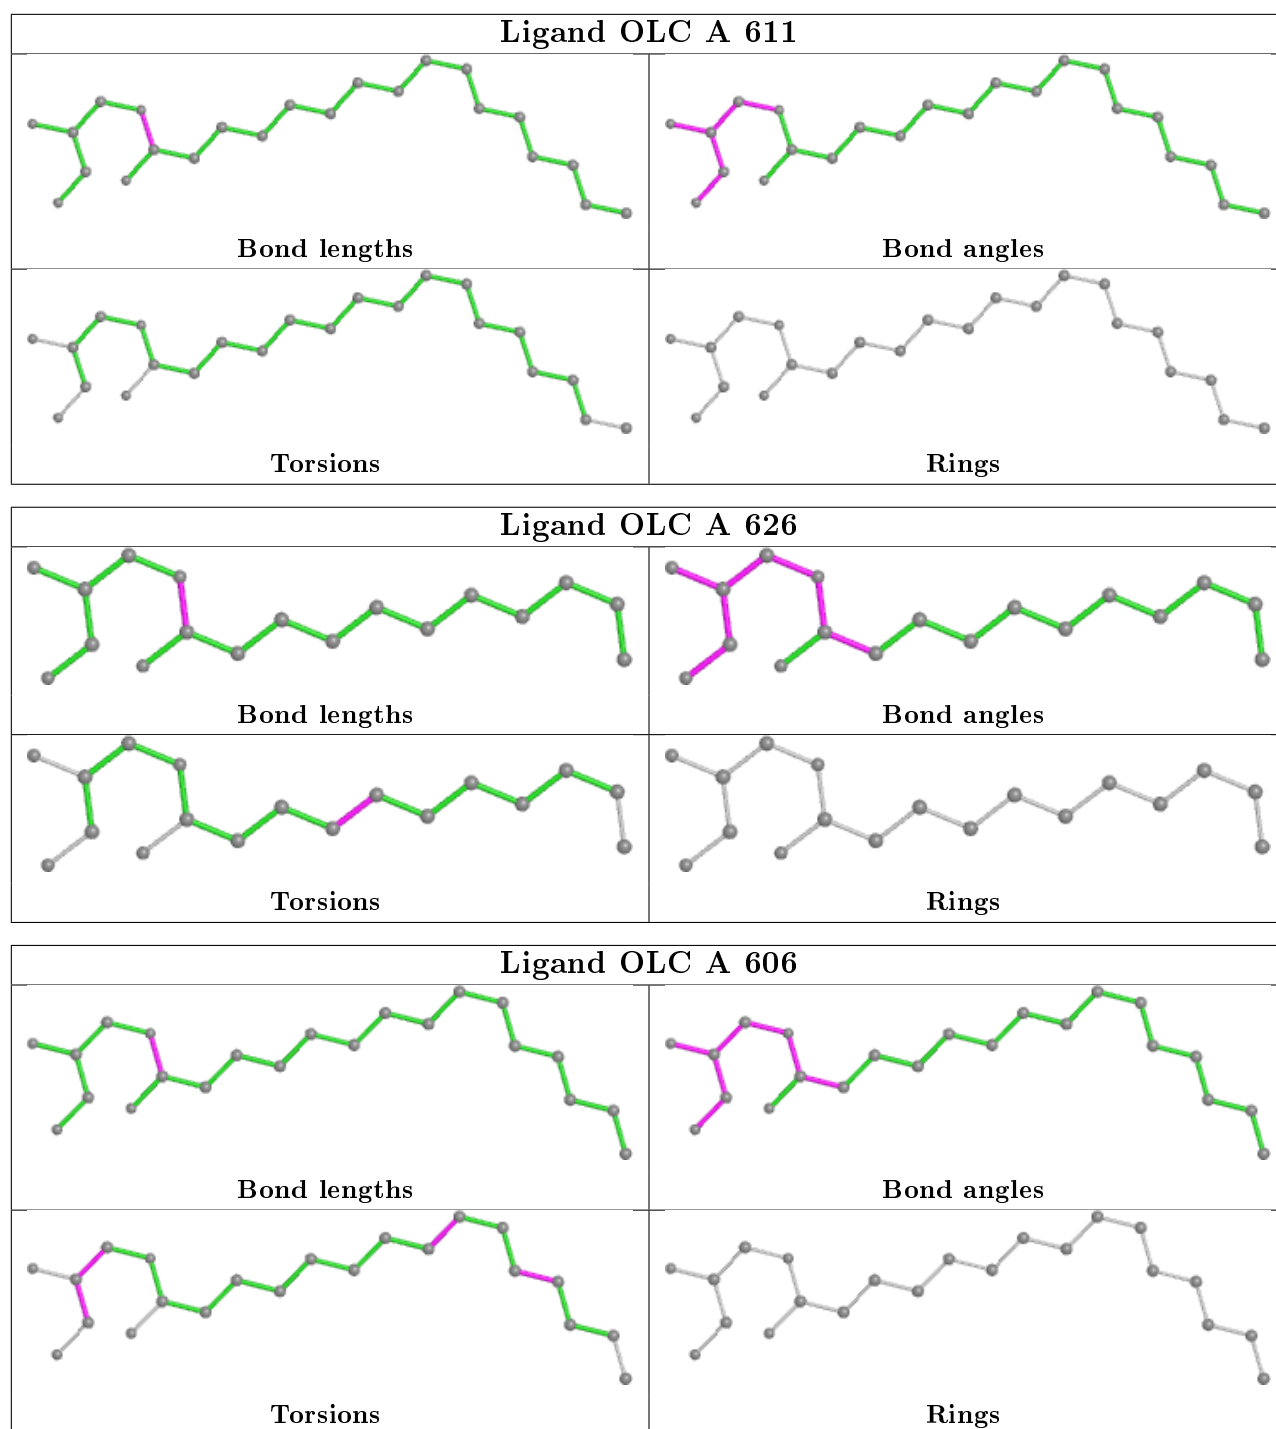 Ligand OLC A 611
Bond lengths
Bond angles
Torsions
Rings
Ligand OLC A 626
Bond lengths
Bond angles
Torsions
Rings
Ligand OLC A 606
Bond lengths
Bond angles
Torsions
Rings